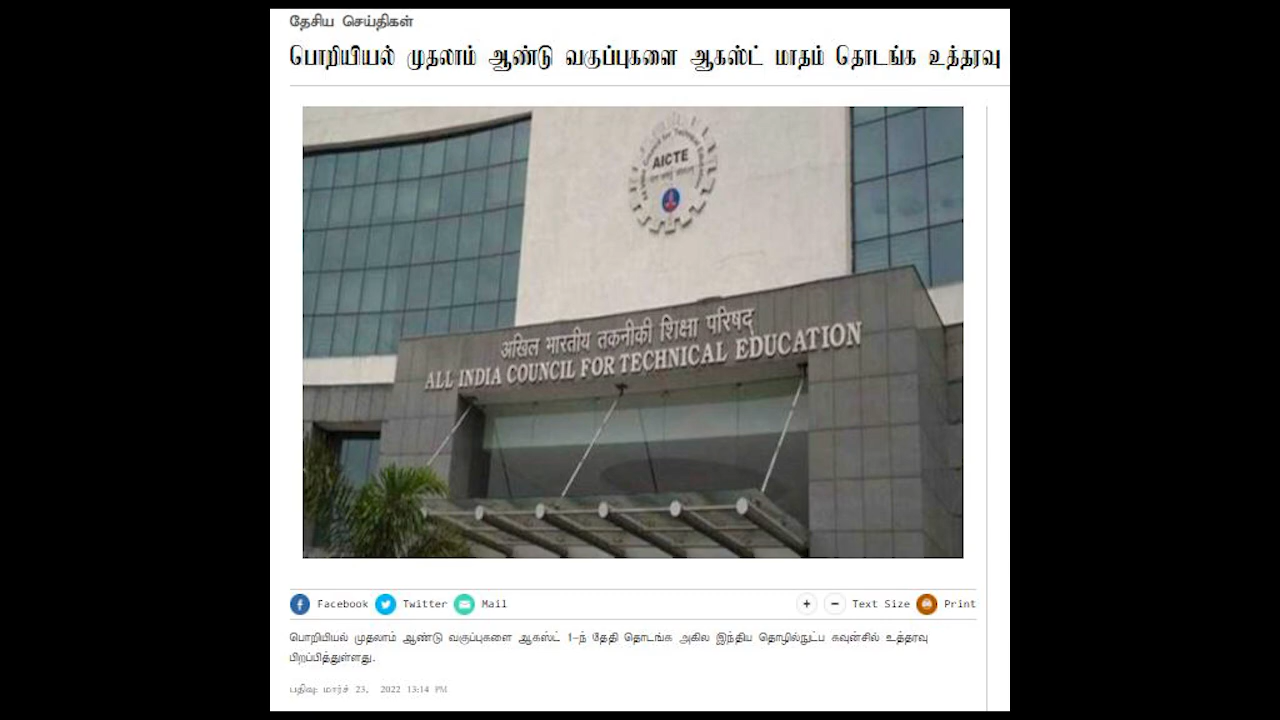 தேசிய செய்திகள்
பொறியியல் முதலாம் ஆண்டு வகுப்புகளை ஆகஸ்ட் மாதம் தொடங்க உத்தரவு
AICTE
अखिल भारतीय तकनीकी शिक्षा परिषद्
ALL INDIA COUNCIL FOR TECHNICAL EDUCATION
Facebook Twitter Mail + - Text Size Print
பொறியியல் முதலாம் ஆண்டு வகுப்புகளை ஆகஸ்ட் 1-ந் தேதி தொடங்க அகில இந்திய தொழில்நுட்ப கவுன்சில் உத்தரவு
பிறப்பித்துள்ளது.
பதிவு: மார்ச் 23, 2022 13:14 PM